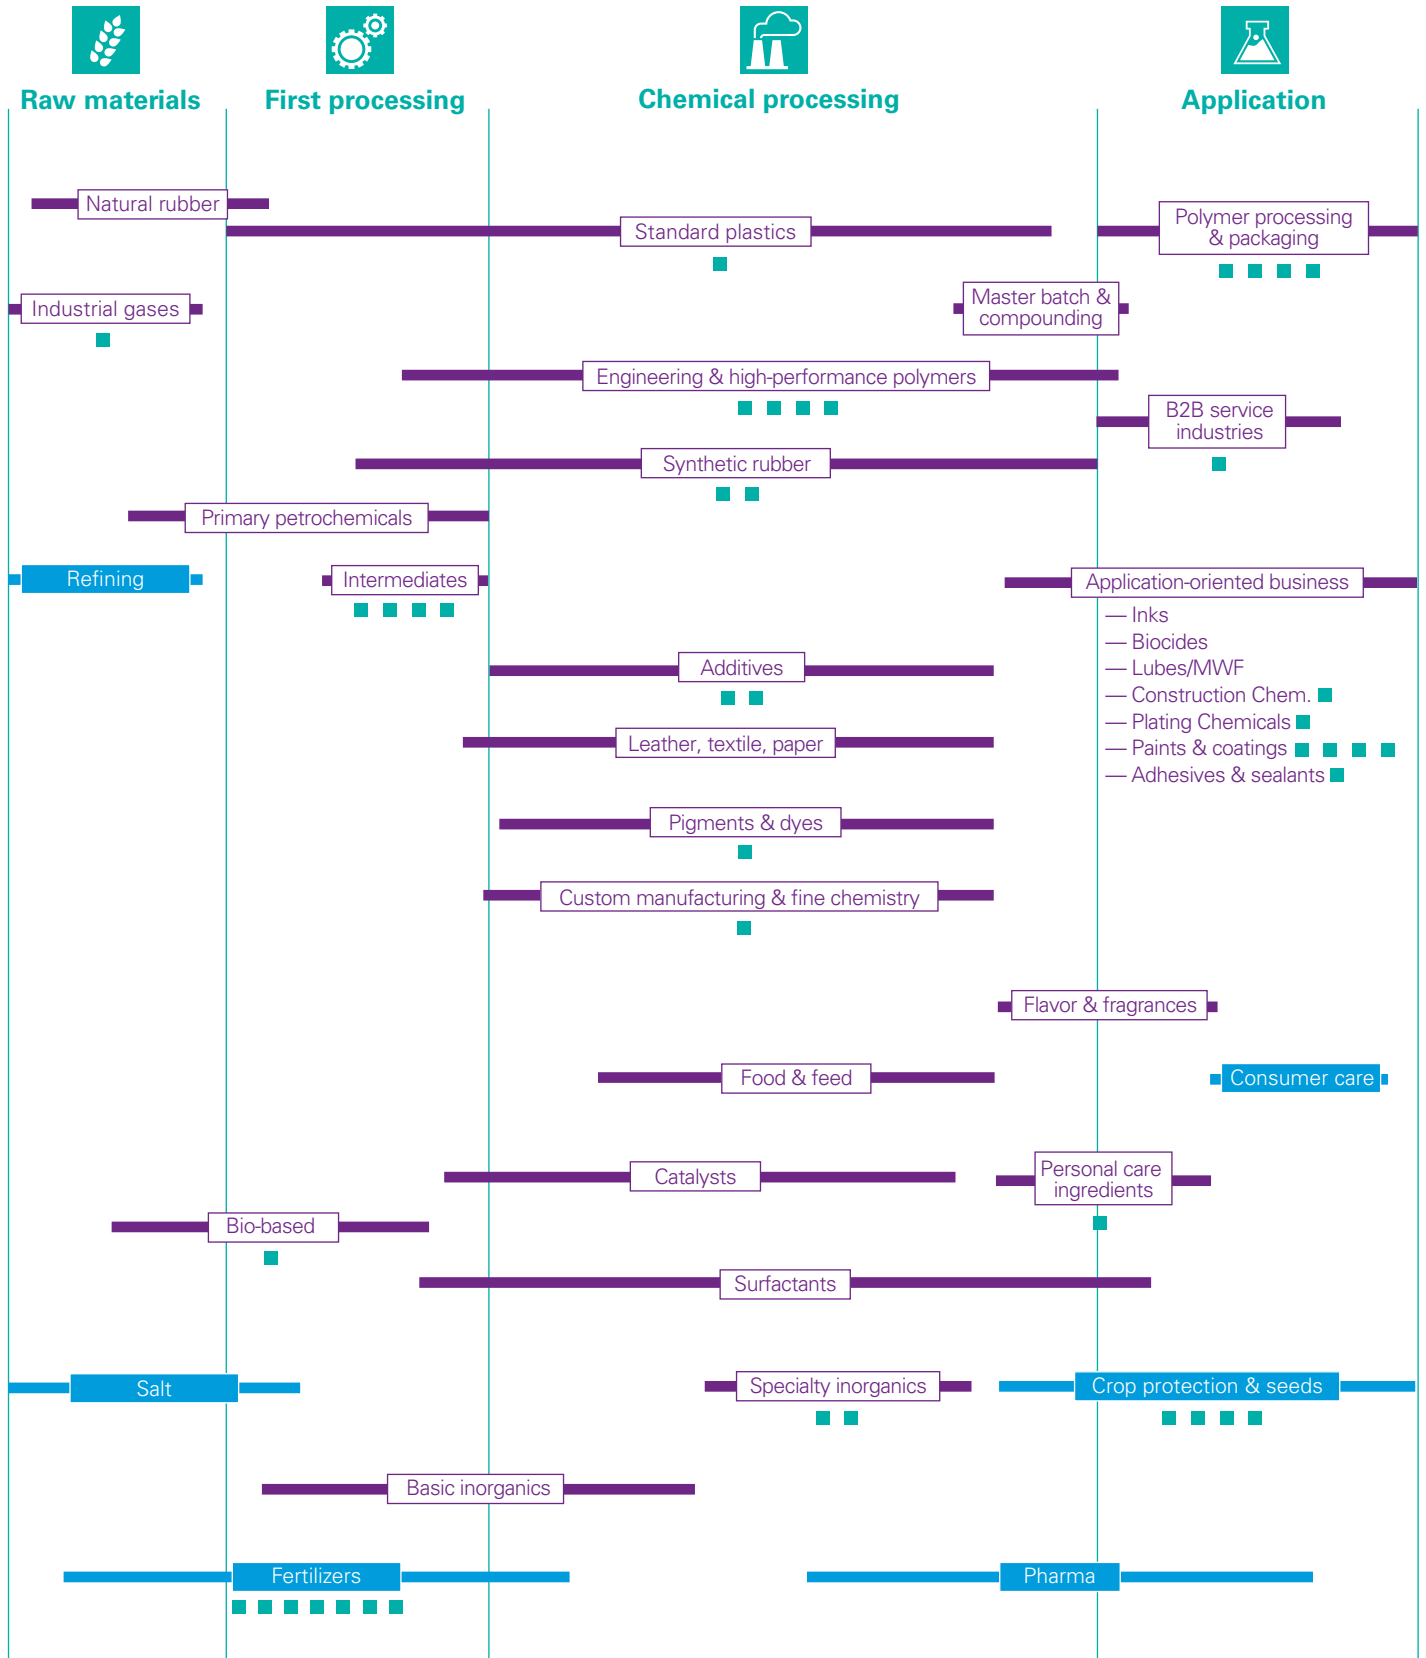 Raw materials
First processing
Chemical processing
Application
Natural rubber
Standard plastics
Polymer processing
& packaging
Industrial gases
Master batch &
compounding
Engineering & high-performance polymers
B2B service
industries
Synthetic rubber
Primary petrochemicals
Refining
Intermediates
Application-oriented business
— Inks
— Biocides
— Lubes/MWF
— Construction Chem.
— Plating Chemicals
— Paints & coatings
— Adhesives & sealants
Additives
Leather, textile, paper
Pigments & dyes
Custom manufacturing & fine chemistry
Flavor & fragrances
Food & feed
Consumer care
Catalysts
Personal care
ingredients
Bio-based
Surfactants
Salt
Specialty inorganics
Crop protection & seeds
Basic inorganics
Fertilizers
Pharma